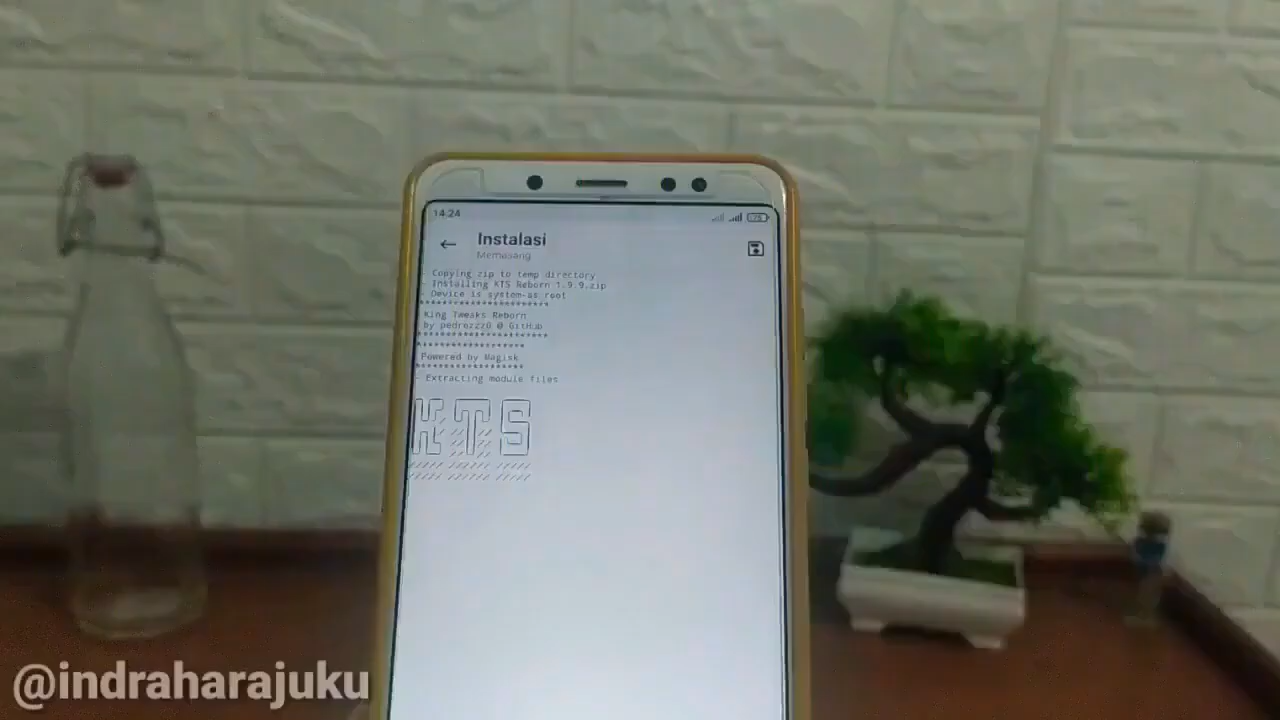 14:24
Instalasi
Memasang
- Copying zip to temp directory
- Installing KTS Reborn 1.9.9.zip
- Device is system-as-root
************************
King Tweaks Reborn
by pedrozzz0 @ GitHub
************************
********************
Powered by Magisk
********************
- Extracting module files
KTS
@indraharajuku